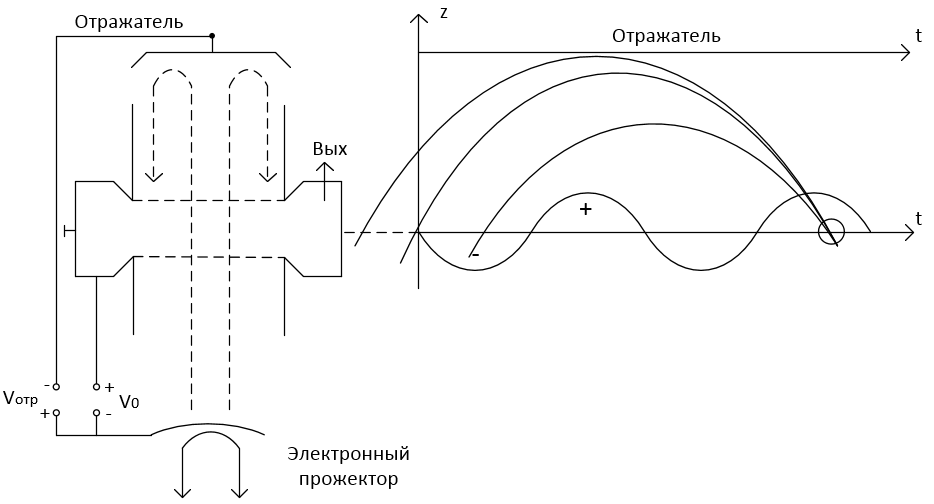 Отражатель
z
Отражатель
t
Вых
t
+
-
-
+
Vотр
V0
+
-
Электронный
прожектор